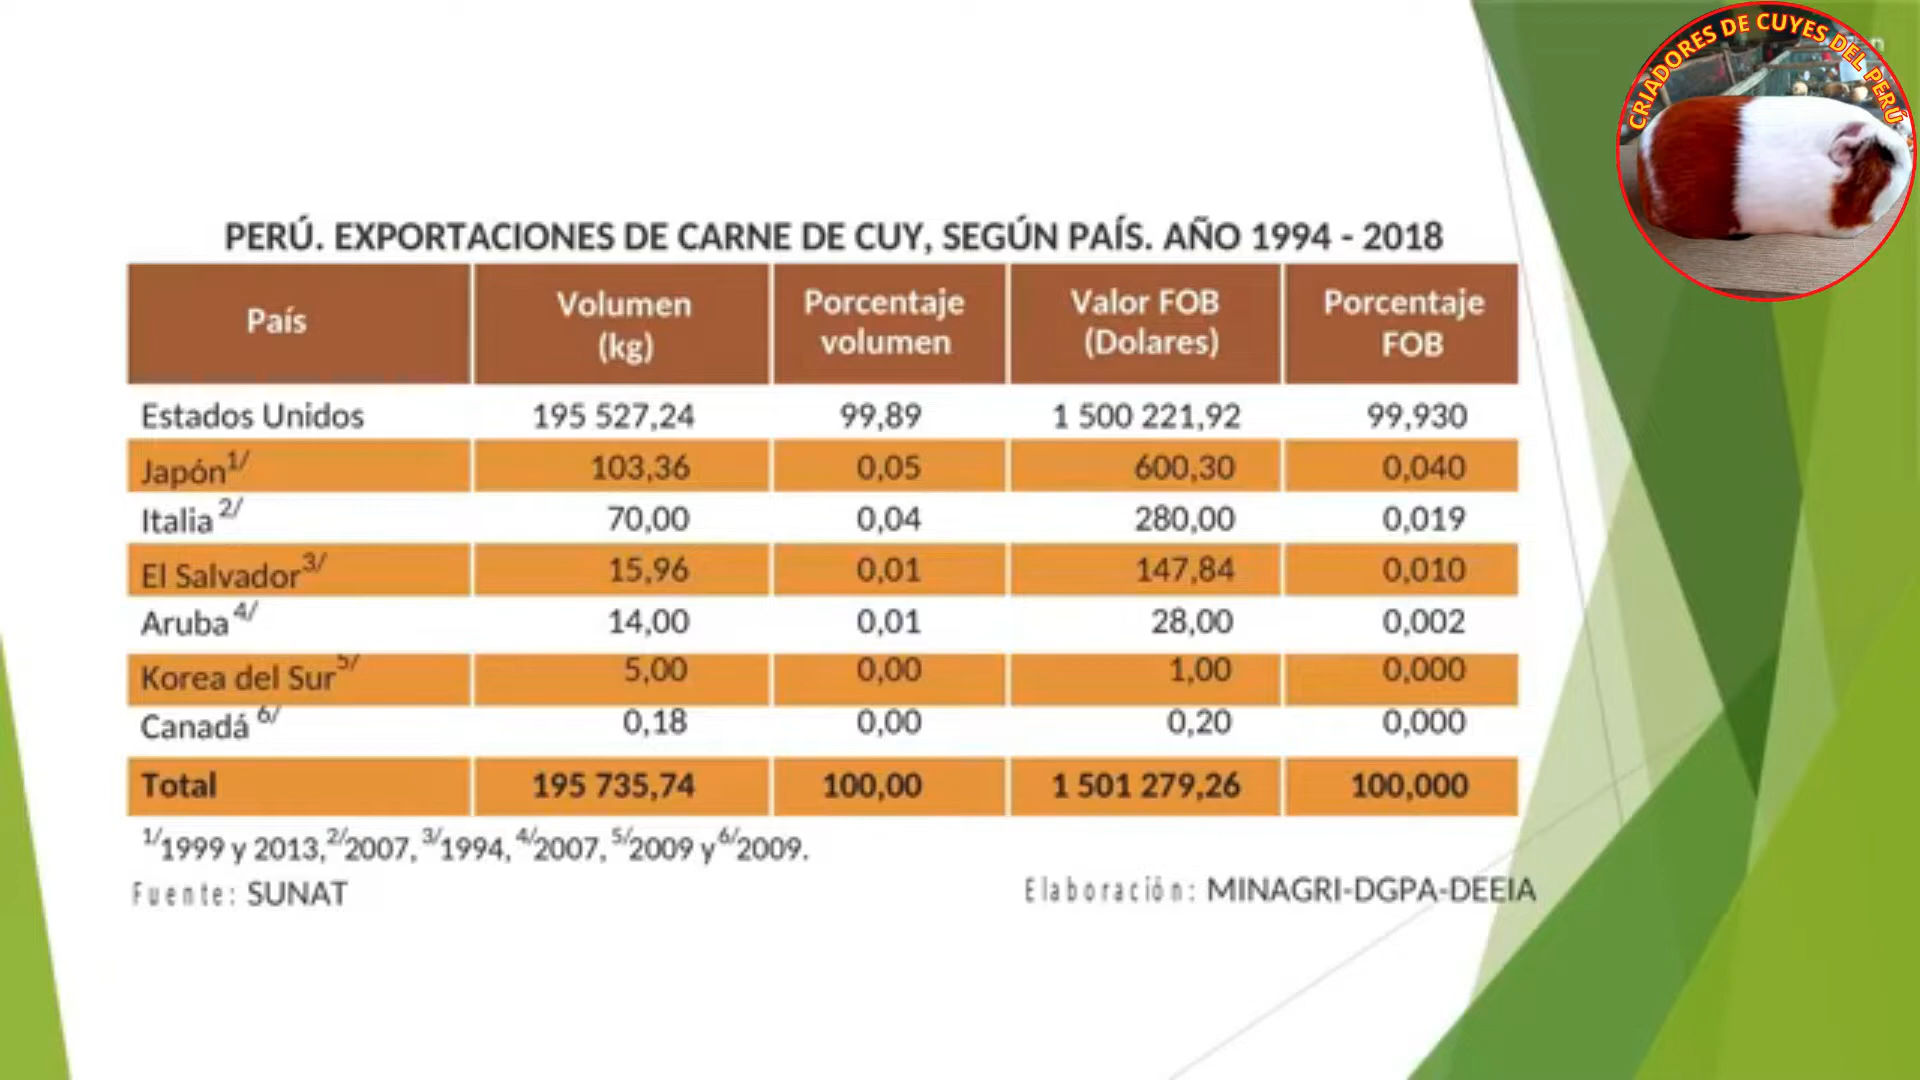 CRIADORES DE CUYES DEL PERÚ
PERÚ. EXPORTACIONES DE CARNE DE CUY, SEGÚN PAÍS. AÑO 1994 - 2018
País Volumen (kg) Porcentaje volumen Valor FOB (Dolares) Porcentaje FOB
Estados Unidos 195 527,24 99,89 1 500 221,92 99,930
Japón1/ 103,36 0,05 600,30 0,040
Italia 2/ 70,00 0,04 280,00 0,019
El Salvador3/ 15,96 0,01 147,84 0,010
Aruba 4/ 14,00 0,01 28,00 0,002
Korea del Sur5/ 5,00 0,00 1,00 0,000
Canadá 6/ 0,18 0,00 0,20 0,000
Total 195 735,74 100,00 1 501 279,26 100,000
1/1999 y 2013, 2/2007, 3/1994, 4/2007, 5/2009 y 6/2009.
Fuente: SUNAT
Elaboración: MINAGRI-DGPA-DEEIA